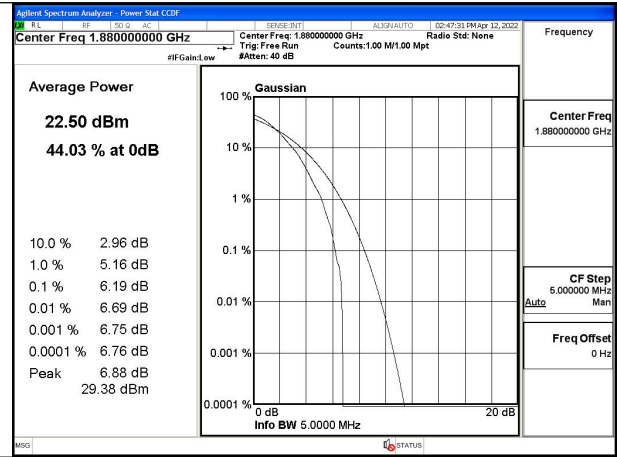 Agilent Spectrum Analyzer - Power Stat CCDF
RL RF 50 Ω AC SENSE:INT ALIGN AUTO 02:47:31 PM Apr 12, 2022
Center Freq 1.880000000 GHz
Center Freq: 1.880000000 GHz Radio Std: None
Trig: Free Run Counts:1.00 M/1.00 Mpt
#IFGain:Low #Atten: 40 dB
Frequency
Average Power
22.50 dBm
44.03 % at 0dB
10.0 % 2.96 dB
1.0 % 5.16 dB
0.1 % 6.19 dB
0.01 % 6.69 dB
0.001 % 6.75 dB
0.0001 % 6.76 dB
Peak 6.88 dB
29.38 dBm
Gaussian
100 %
10 %
1 %
0.1 %
0.01 %
0.001 %
0.0001 %
0 dB 20 dB
Info BW 5.0000 MHz
Center Freq
1.880000000 GHz
CF Step
5.000000 MHz
Auto Man
Freq Offset
0 Hz
MSG STATUS